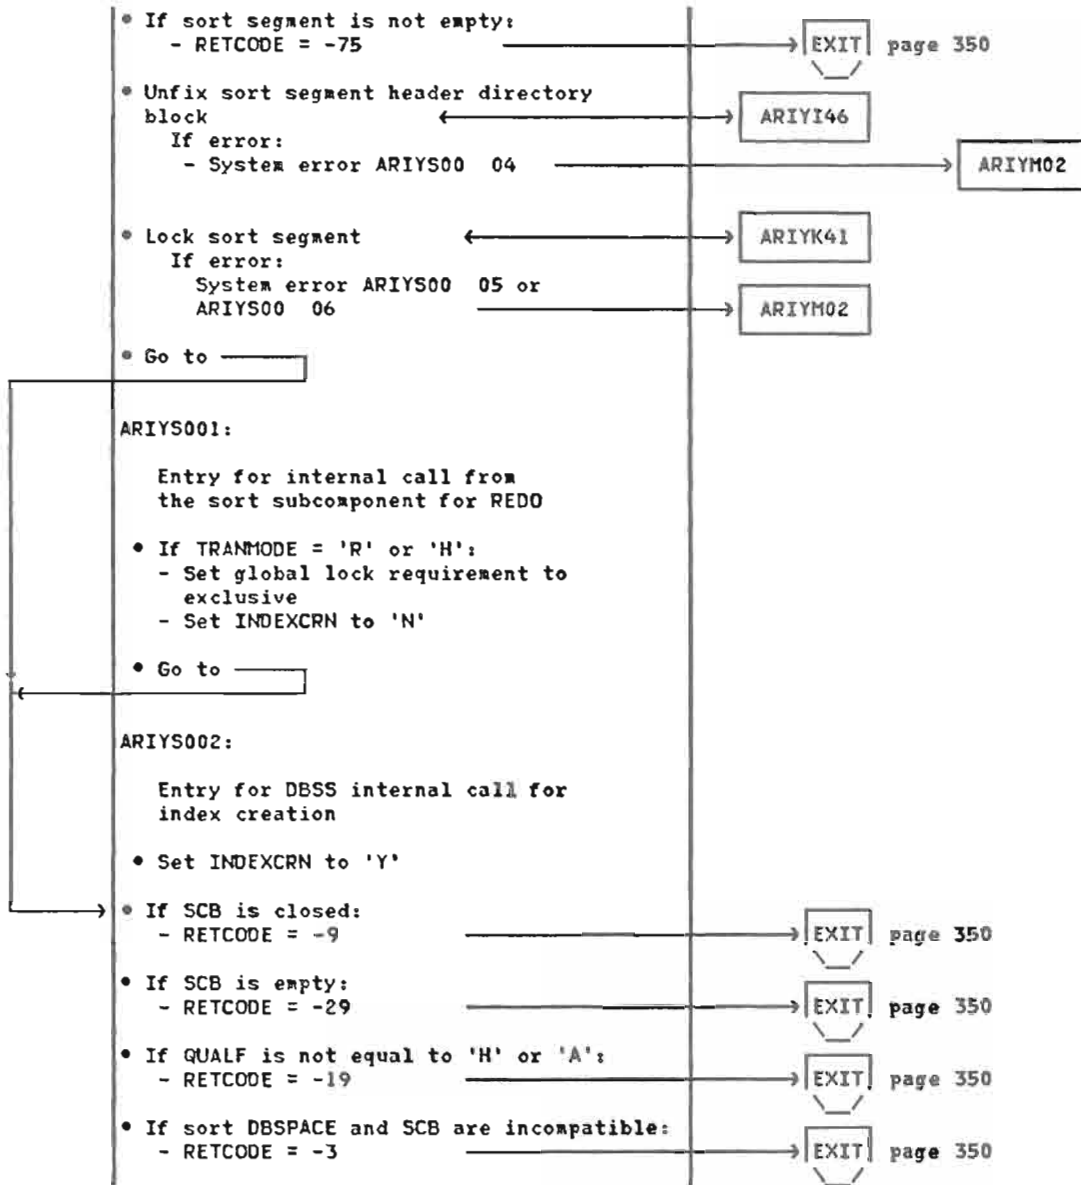 • If sort segment is not empty:
- RETCODE = -75 EXIT page 350
• Unfix sort segment header directory
block ARIYI46
If error:
- System error ARIYS00 04 ARIYM02
• Lock sort segment ARIYK41
If error:
System error ARIYS00 05 or
ARIYS00 06 ARIYM02
• Go to
ARIYS001:
Entry for internal call from
the sort subcomponent for REDO
• If TRANMODE = 'R' or 'H':
- Set global lock requirement to
exclusive
- Set INDEXCRN to 'N'
• Go to
ARIYS002:
Entry for DBSS internal call for
index creation
• Set INDEXCRN to 'Y'
• If SCB is closed:
- RETCODE = -9 EXIT page 350
• If SCB is empty:
- RETCODE = -29 EXIT page 350
• If QUALF is not equal to 'H' or 'A':
- RETCODE = -19 EXIT page 350
• If sort DBSPACE and SCB are incompatible:
- RETCODE = -3 EXIT page 350